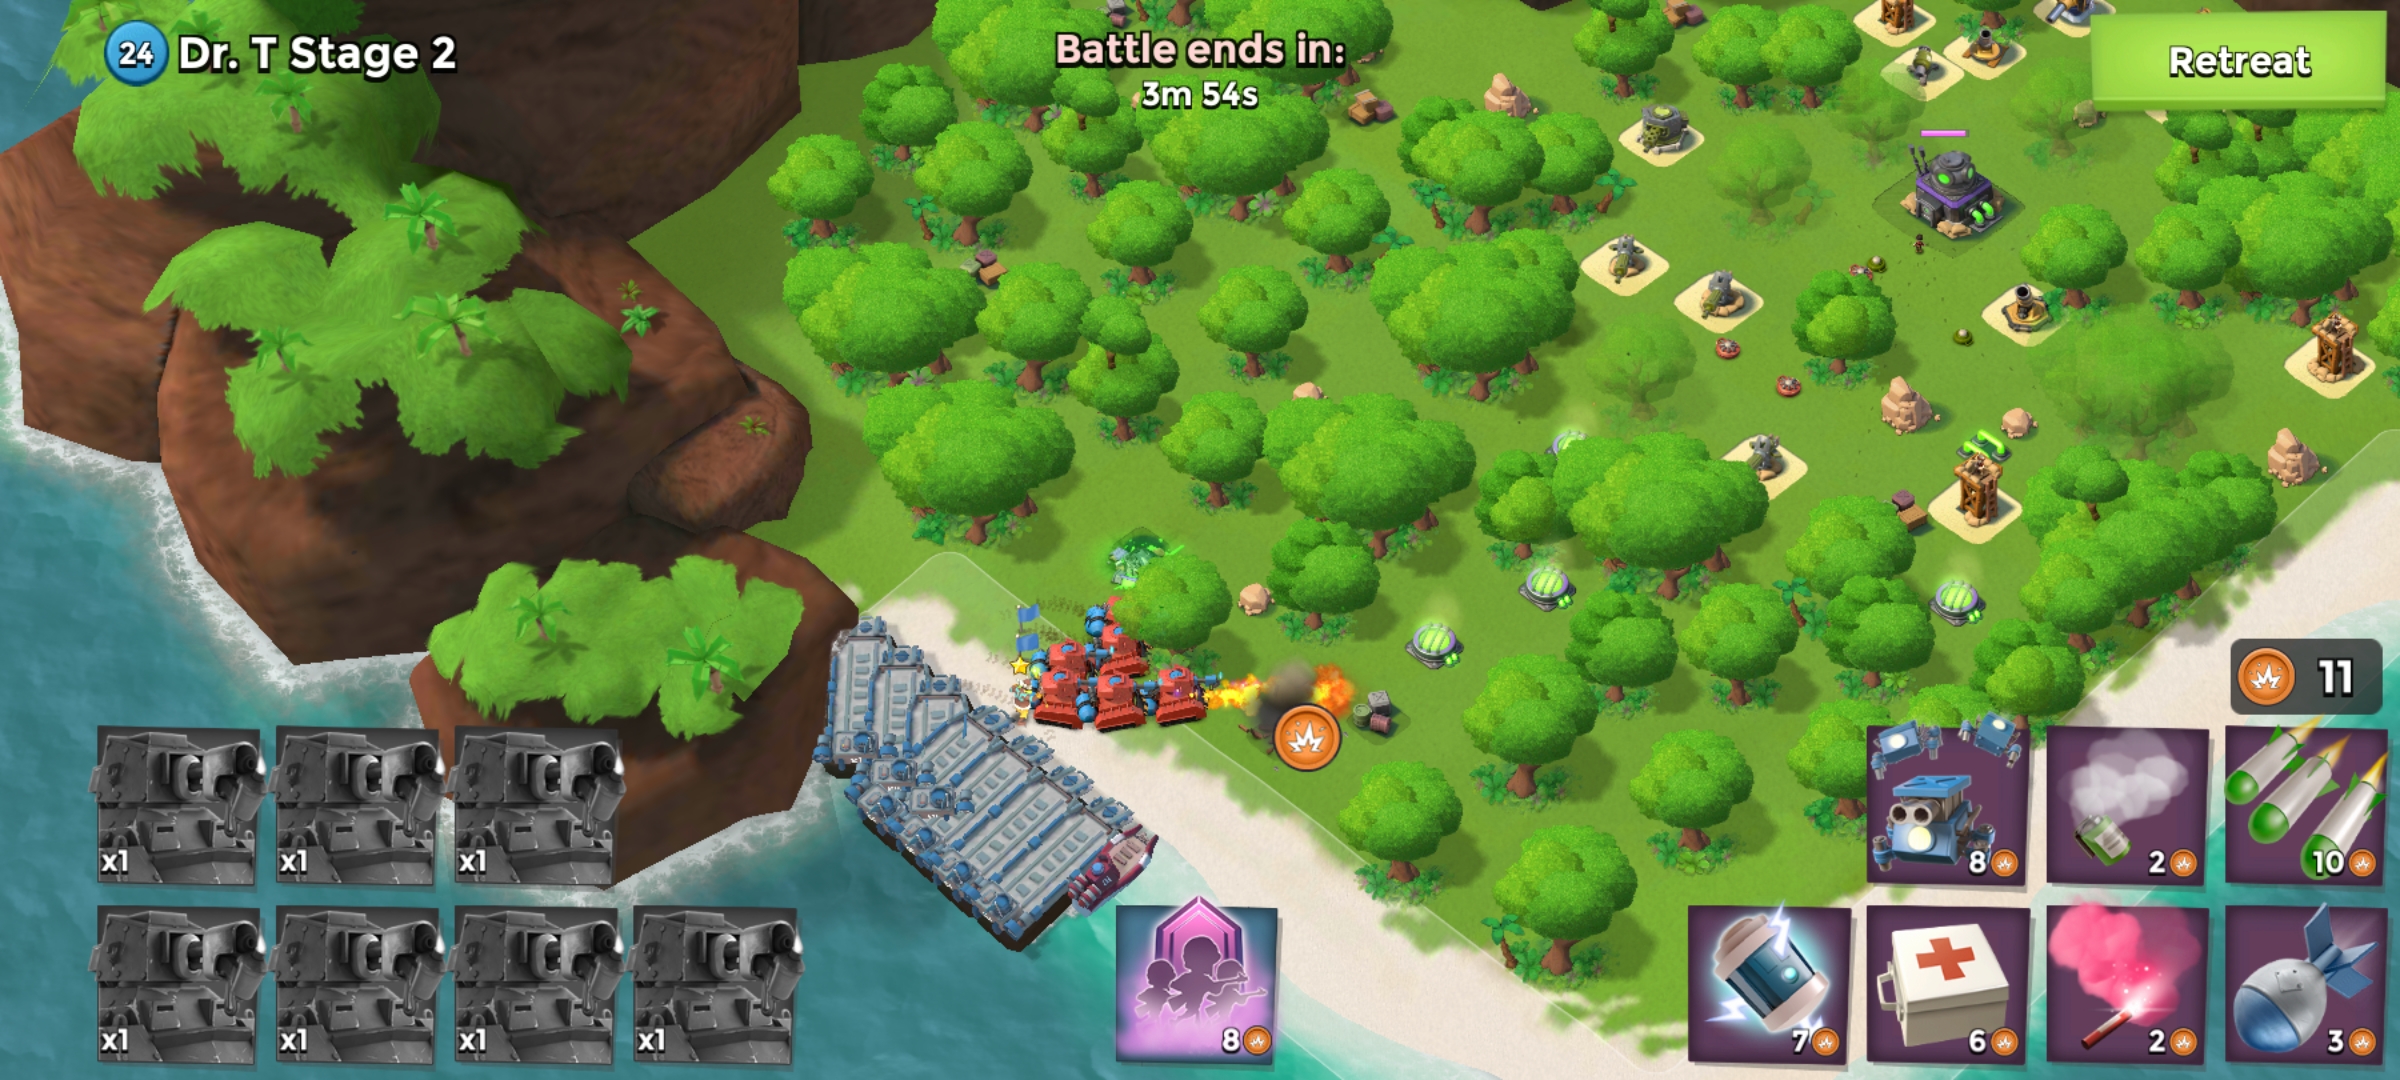 24 Dr. T Stage 2
Battle ends in:
3m 54s
Retreat
11
x1 x1 x1
8 2 10
x1 x1 x1 x1
8
7 6 2 3